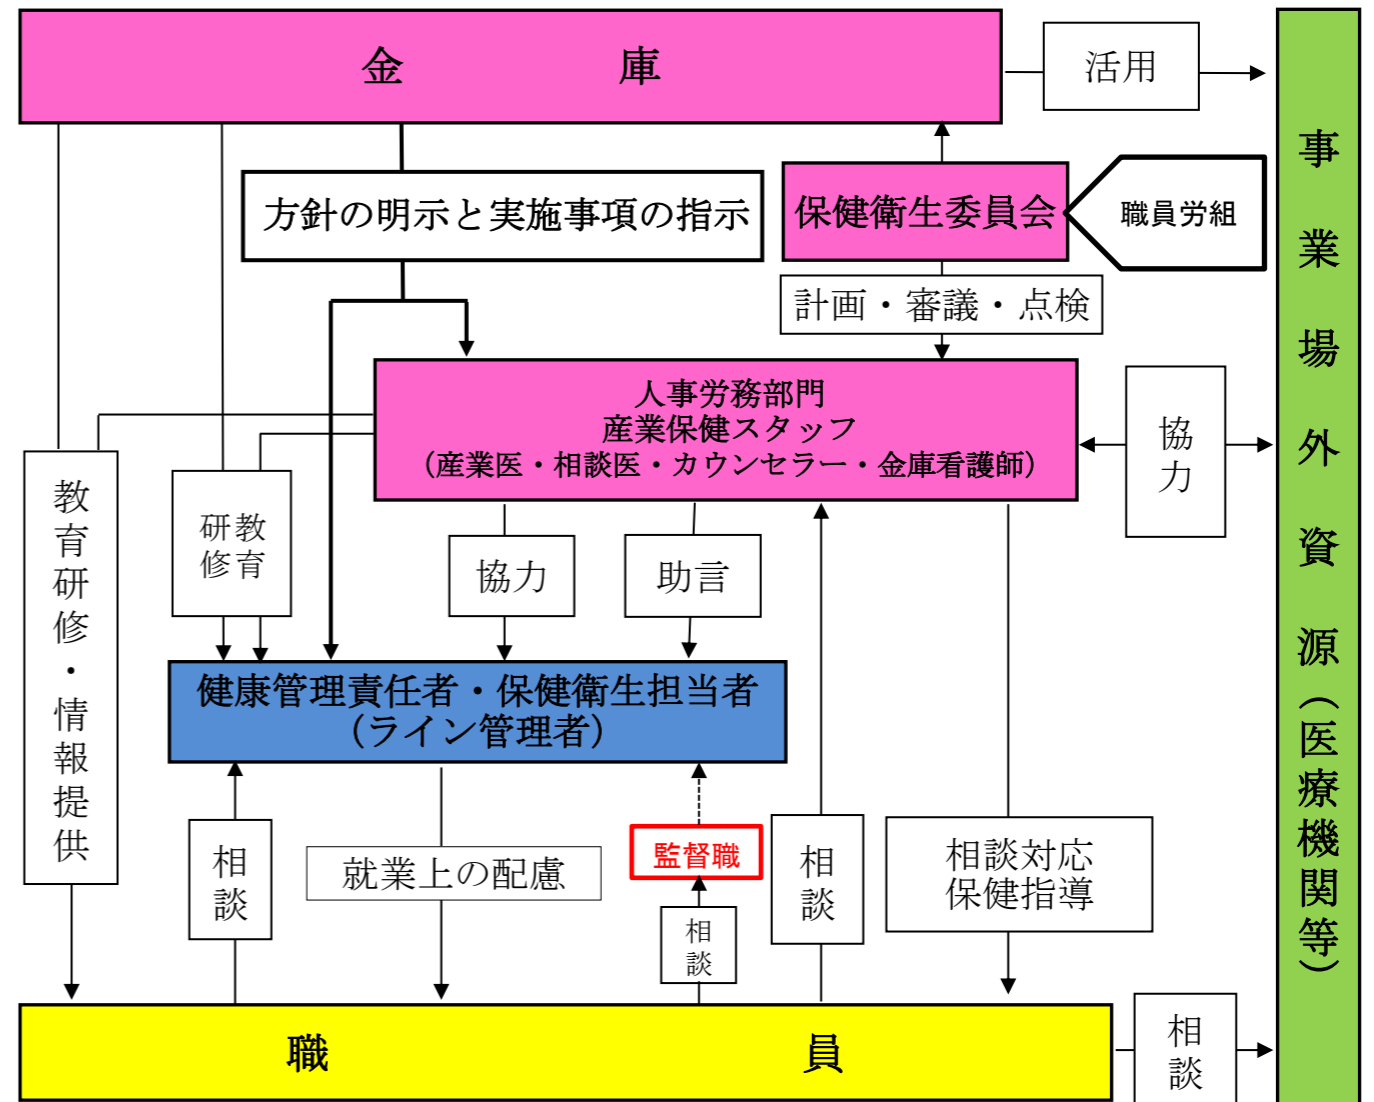 金庫
活用
方針の明示と実施事項の指示
保健衛生委員会
職員労組
計画・審議・点検
人事労務部門
産業保健スタッフ
（産業医・相談医・カウンセラー・金庫看護師）
協力
教育研修・情報提供
教育
研修
協力
助言
健康管理責任者・保健衛生担当者
（ライン管理者）
相談
就業上の配慮
監督職
相談
相談
相談対応
保健指導
職員
相談
事業場外資源（医療機関等）